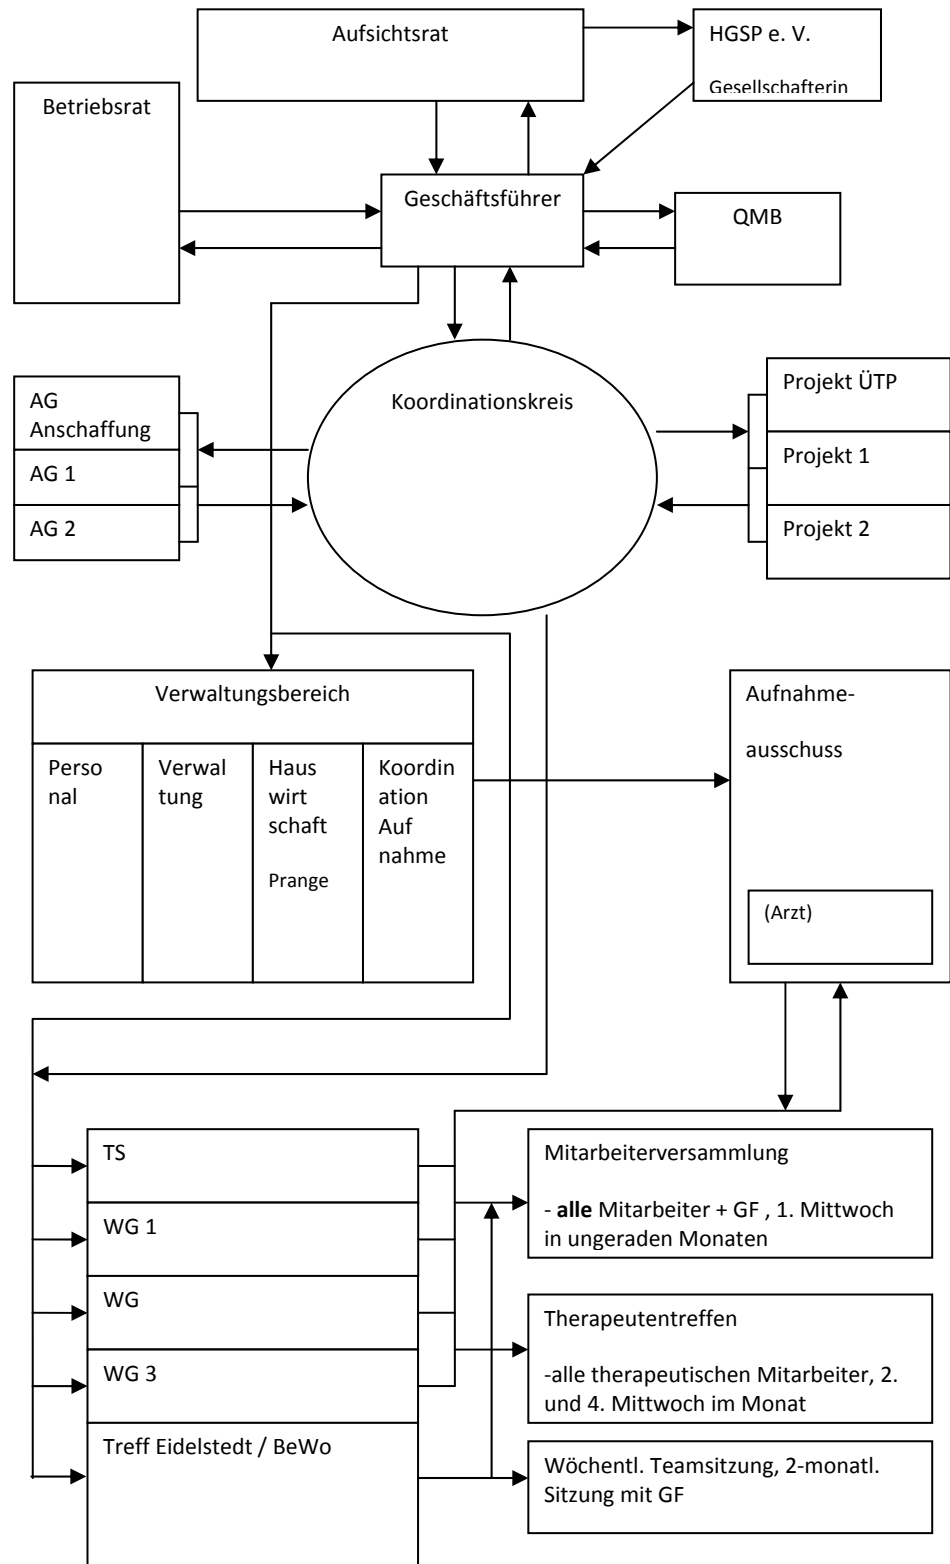 Aufsichtsrat
HGSP e. V.
Gesellschafterin
Betriebsrat
Geschäftsführer
QMB
Koordinationskreis
AG
Anschaffung
AG 1
AG 2
Projekt ÜTP
Projekt 1
Projekt 2
Verwaltungsbereich
Perso
nal
Verwal
tung
Haus
wirt
schaft
Prange
Koordin
ation
Auf
nahme
Aufnahme-
ausschuss
(Arzt)
TS
WG 1
WG
WG 3
Treff Eidelstedt / BeWo
Mitarbeiterversammlung
- alle Mitarbeiter + GF , 1. Mittwoch
in ungeraden Monaten
Therapeutentreffen
-alle therapeutischen Mitarbeiter, 2.
und 4. Mittwoch im Monat
Wöchentl. Teamsitzung, 2-monatl.
Sitzung mit GF